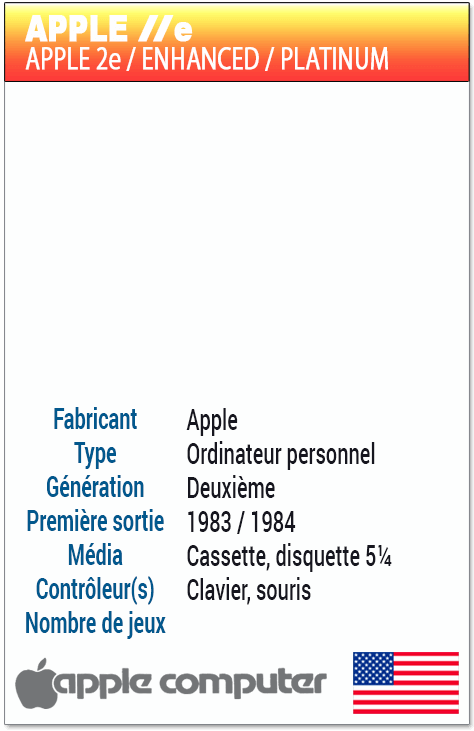 APPLE //e
APPLE 2e / ENHANCED / PLATINUM
Fabricant Apple
Type Ordinateur personnel
Génération Deuxième
Première sortie 1983 / 1984
Média Cassette, disquette 5¼
Contrôleur(s) Clavier, souris
Nombre de jeux
apple computer